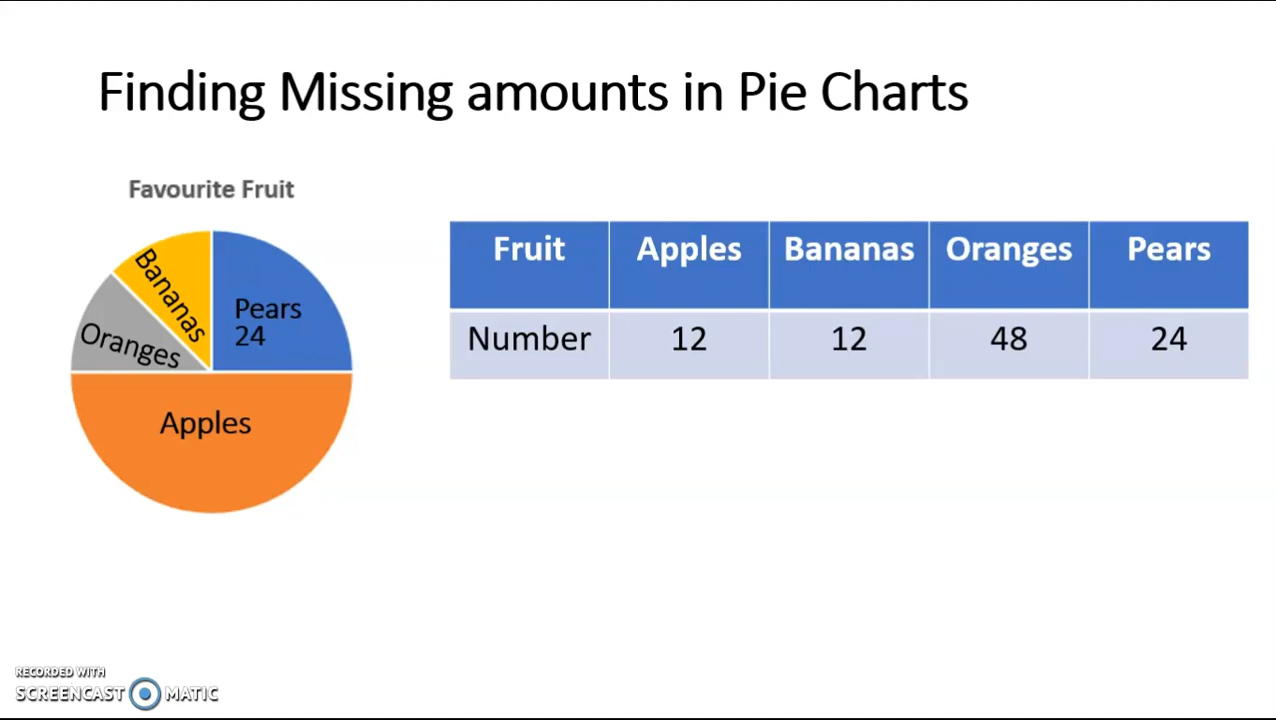 Finding Missing amounts in Pie Charts
Favourite Fruit
Bananas
Pears
24
Oranges
Apples
Fruit Apples Bananas Oranges Pears
Number 12 12 48 24
RECORDED WITH
SCREENCAST MATIC